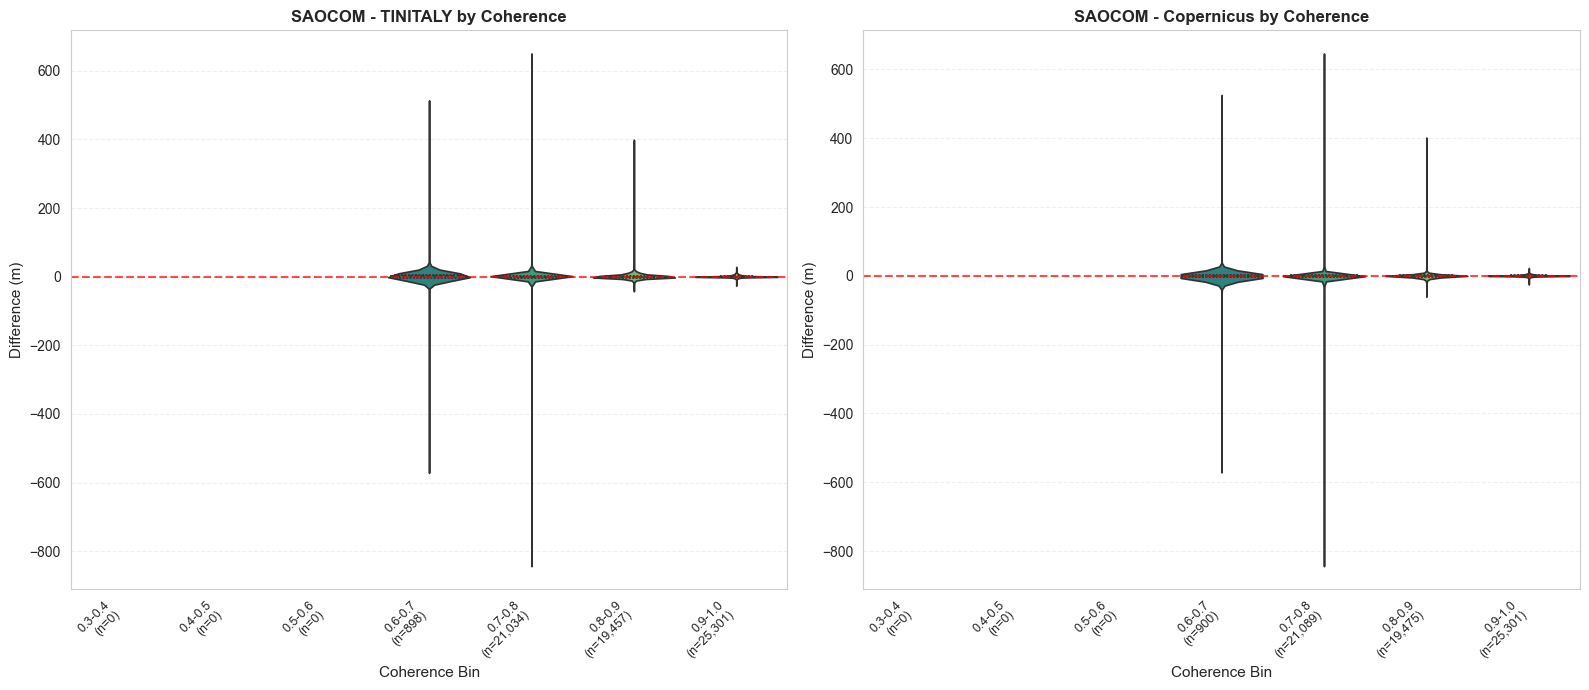 SAOCOM - TINITALY by Coherence
Difference (m)
600
400
200
0
−200
−400
−600
−800
0.3-0.4
(n=0)
0.4-0.5
(n=0)
0.5-0.6
(n=0)
0.6-0.7
(n=898)
0.7-0.8
(n=21,034)
0.8-0.9
(n=19,457)
0.9-1.0
(n=25,301)
Coherence Bin
SAOCOM - Copernicus by Coherence
Difference (m)
600
400
200
0
−200
−400
−600
−800
0.3-0.4
(n=0)
0.4-0.5
(n=0)
0.5-0.6
(n=0)
0.6-0.7
(n=900)
0.7-0.8
(n=21,089)
0.8-0.9
(n=19,475)
0.9-1.0
(n=25,301)
Coherence Bin